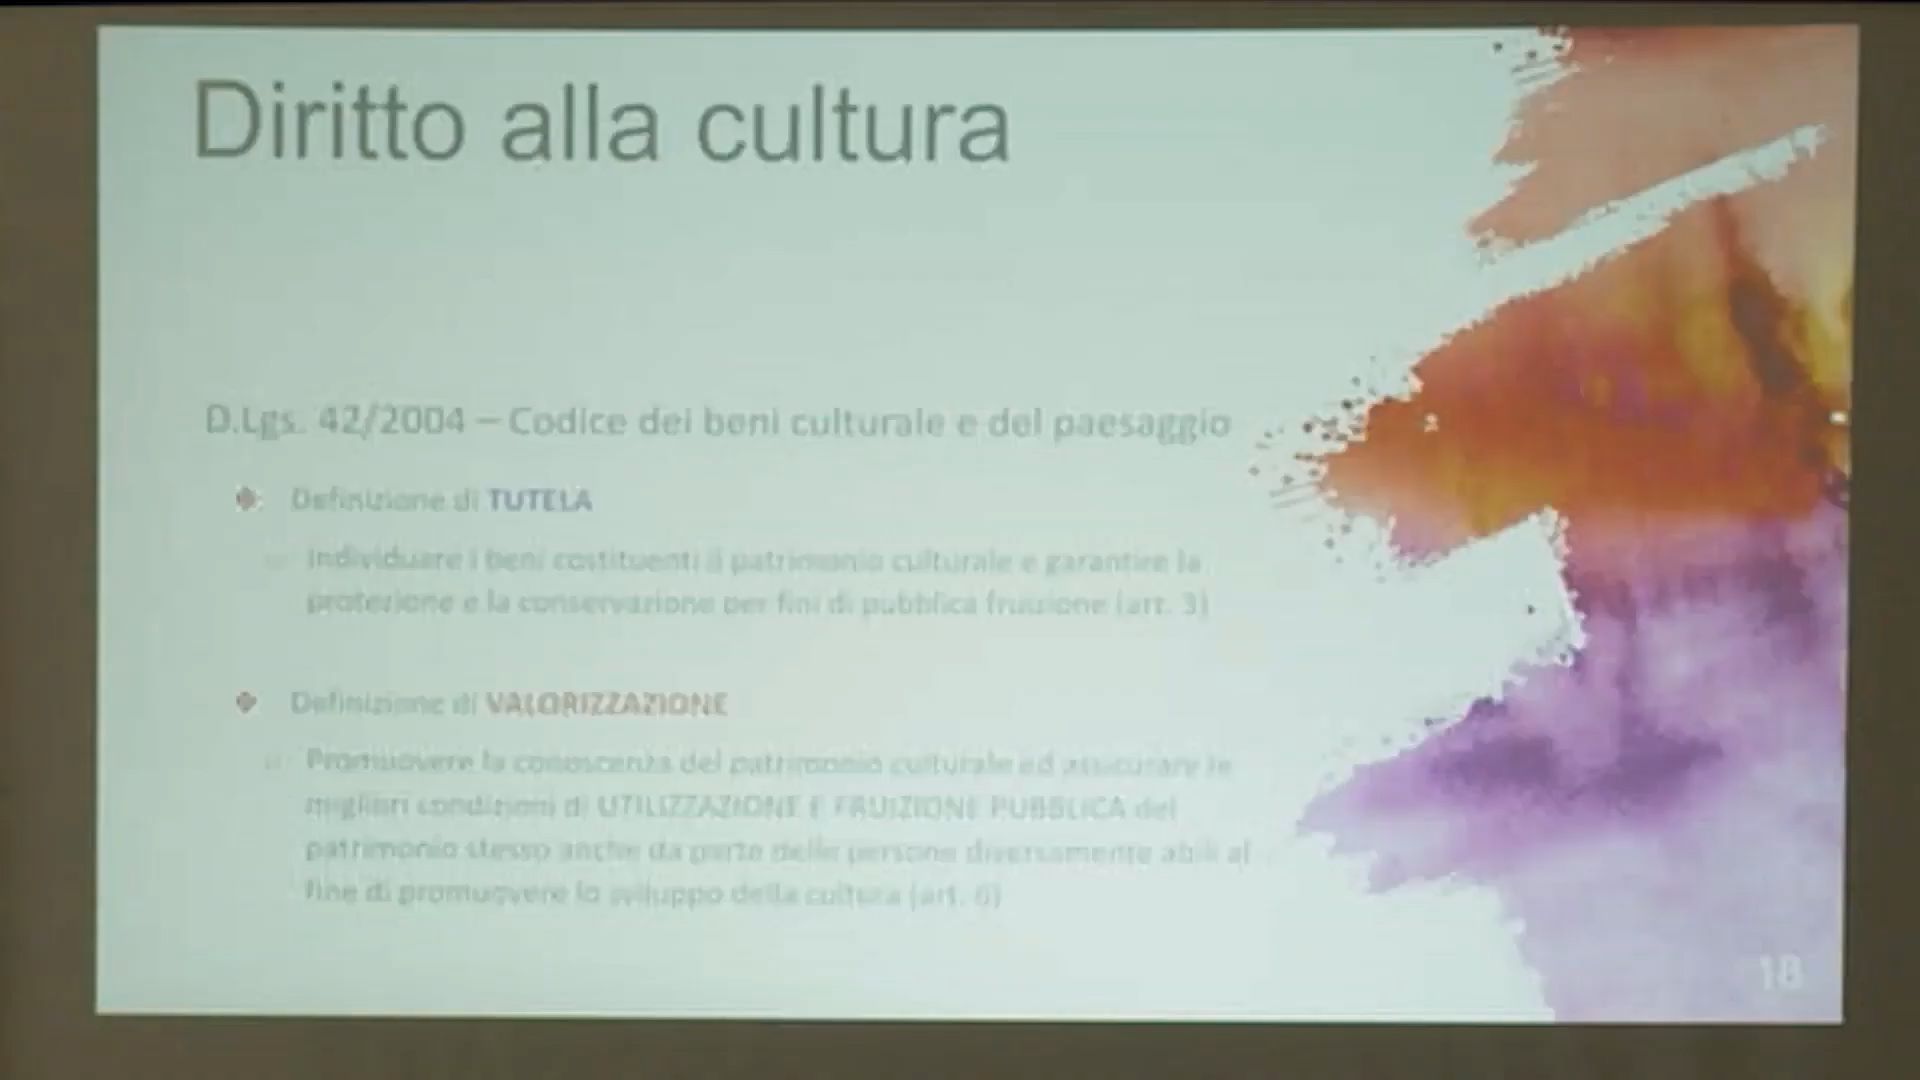 Diritto alla cultura
D.Lgs. 42/2004 – Codice dei beni culturale e del paesaggio
Definizione di TUTELA
Individuare i beni costituenti il patrimonio culturale e garantire la
protezione e la conservazione per fini di pubblica fruizione (art. 3)
Definizione di VALORIZZAZIONE
Promuovere la conoscenza del patrimonio culturale ed assicurare le
migliori condizioni di UTILIZZAZIONE E FRUIZIONE PUBBLICA del
patrimonio stesso anche da parte delle persone diversamente abili al
fine di promuovere lo sviluppo della cultura (art. 6)
18